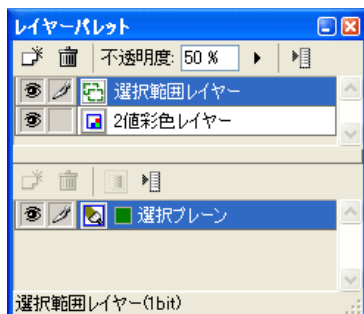 レイヤーパレット
不透明度: 50 %
選択範囲レイヤー
2値彩色レイヤー
選択プレーン
選択範囲レイヤー(1bit)